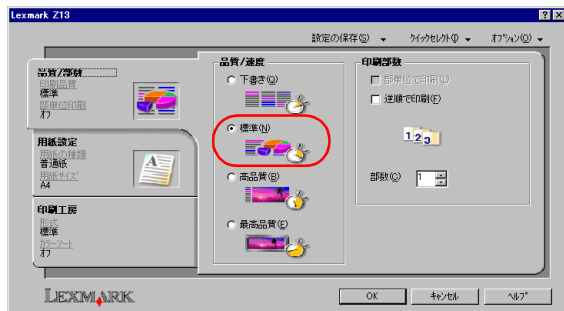 Lexmark Z13
設定の保存(S) クイックセレクト(Q) オプション(O)
品質/部数
印刷品質
標準
部単位印刷
オフ
用紙設定
用紙の種類
普通紙
用紙サイズ
A4
印刷工房
形式
標準
カラーソート
オフ
品質/速度
下書き(Q)
標準(N)
高品質(B)
最高品質(E)
印刷部数
部単位で印刷(L)
逆順で印刷(F)
1 2 3
部数(C) 1
LEXMARK
OK キャンセル ヘルプ